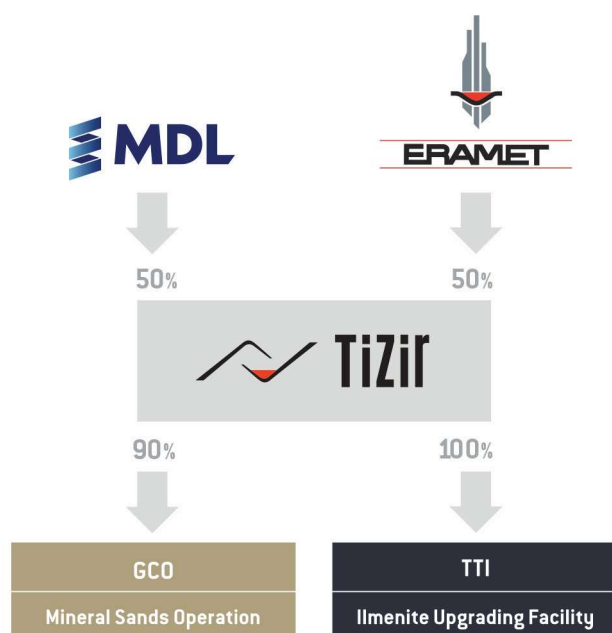 MDL
ERAMET
50%
50%
TiZir
90%
100%
GCO
TTI
Mineral Sands Operation
Ilmenite Upgrading Facility